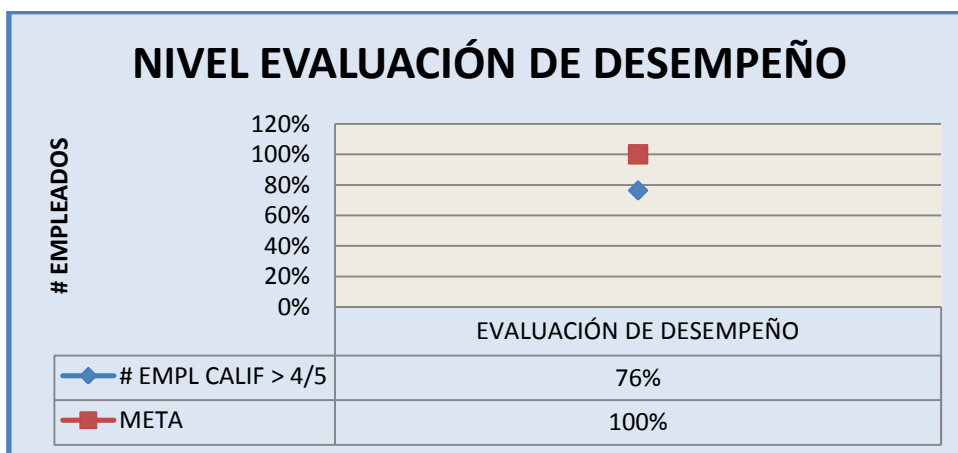 NIVEL EVALUACIÓN DE DESEMPEÑO
# EMPLEADOS
120%
100%
80%
60%
40%
20%
0%
EVALUACIÓN DE DESEMPEÑO
# EMPL CALIF > 4/5 76%
META 100%